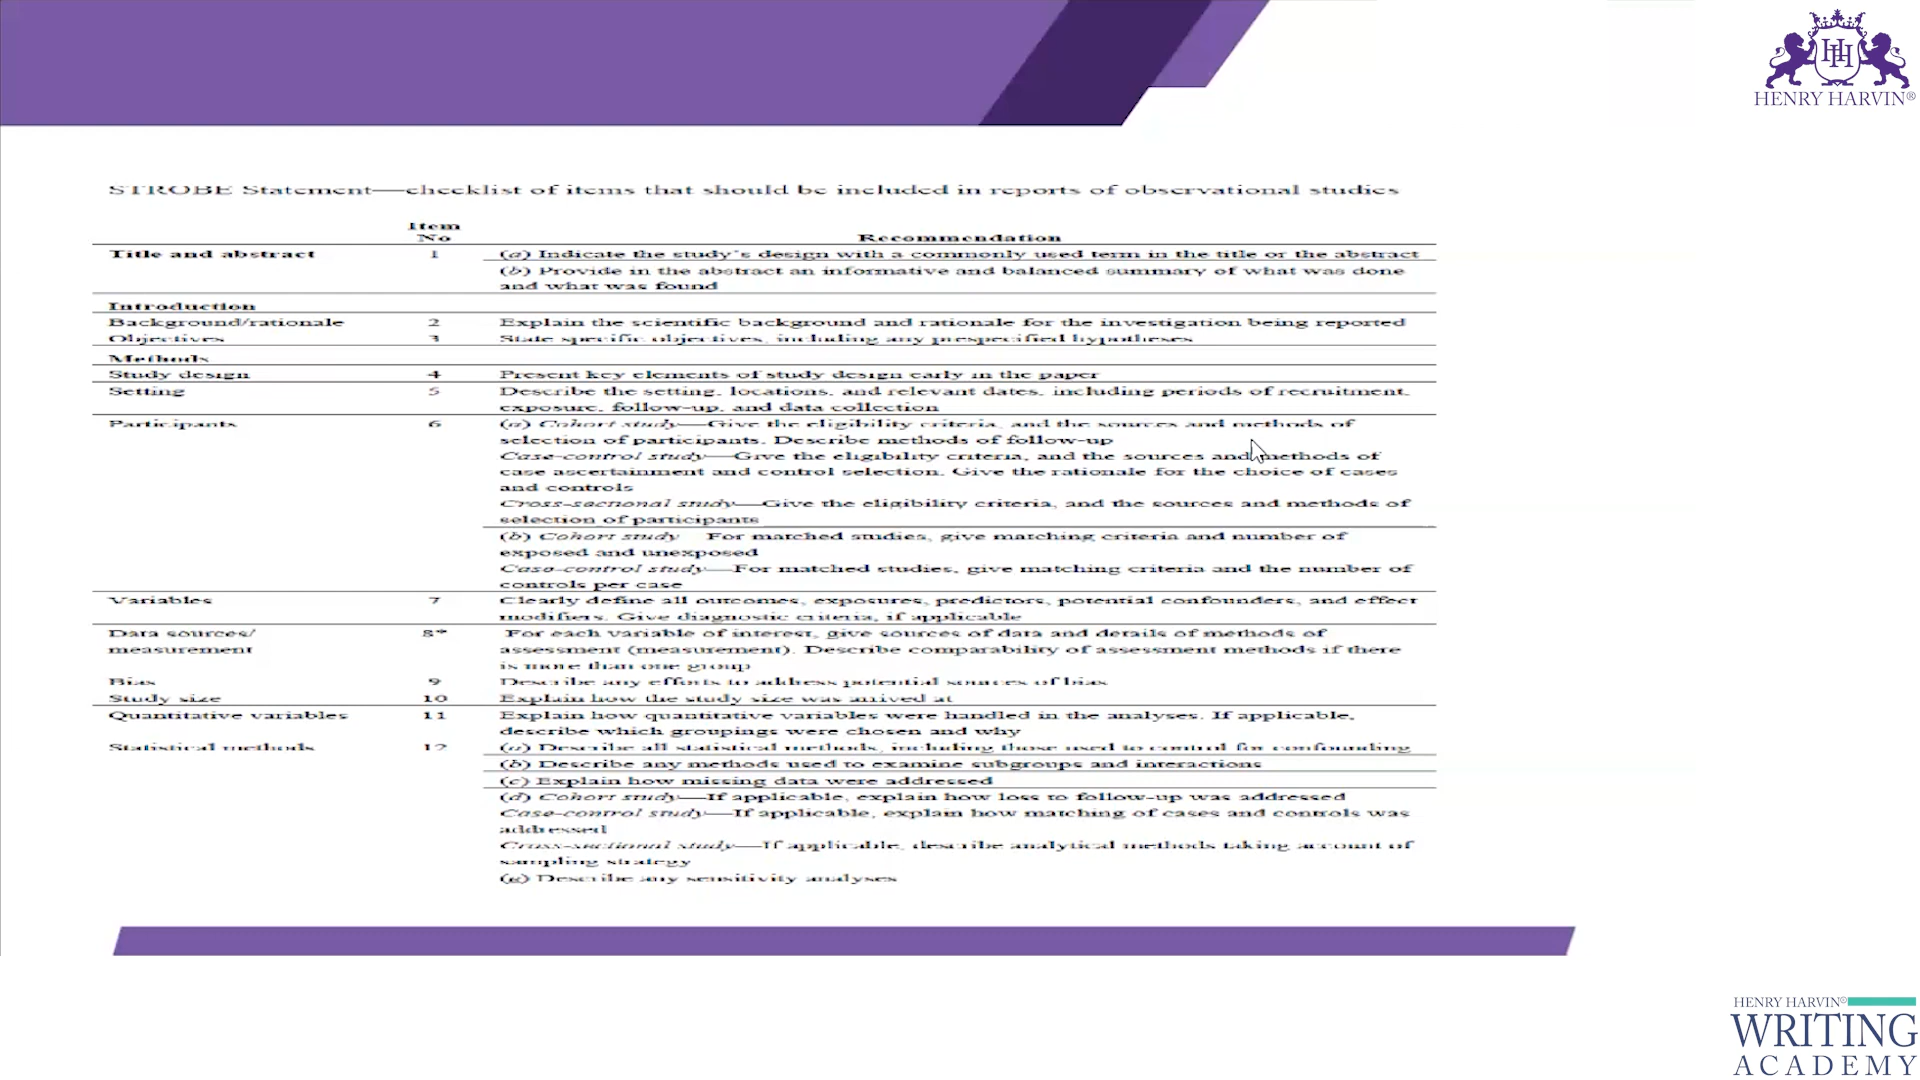 HENRY HARVIN®
STROBE Statement—checklist of items that should be included in reports of observational studies
Item
No
Recommendation
Title and abstract 1 (a) Indicate the study's design with a commonly used term in the title or the abstract
(b) Provide in the abstract an informative and balanced summary of what was done
and what was found
Introduction
Background/rationale 2 Explain the scientific background and rationale for the investigation being reported
Objectives 3 State specific objectives, including any prespecified hypotheses
Methods
Study design 4 Present key elements of study design early in the paper
Setting 5 Describe the setting, locations, and relevant dates, including periods of recruitment,
exposure, follow-up, and data collection
Participants 6 (a) Cohort study—Give the eligibility criteria, and the sources and methods of
selection of participants. Describe methods of follow-up
Case-control study—Give the eligibility criteria, and the sources and methods of
case ascertainment and control selection. Give the rationale for the choice of cases
and controls
Cross-sectional study—Give the eligibility criteria, and the sources and methods of
selection of participants
(b) Cohort study—For matched studies, give matching criteria and number of
exposed and unexposed
Case-control study—For matched studies, give matching criteria and the number of
controls per case
Variables 7 Clearly define all outcomes, exposures, predictors, potential confounders, and effect
modifiers. Give diagnostic criteria, if applicable
Data sources/ 8* For each variable of interest, give sources of data and details of methods of
measurement assessment (measurement). Describe comparability of assessment methods if there
is more than one group
Bias 9 Describe any efforts to address potential sources of bias
Study size 10 Explain how the study size was arrived at
Quantitative variables 11 Explain how quantitative variables were handled in the analyses. If applicable,
describe which groupings were chosen and why
Statistical methods 12 (a) Describe all statistical methods, including those used to control for confounding
(b) Describe any methods used to examine subgroups and interactions
(c) Explain how missing data were addressed
(d) Cohort study—If applicable, explain how loss to follow-up was addressed
Case-control study—If applicable, explain how matching of cases and controls was
addressed
Cross-sectional study—If applicable, describe analytical methods taking account of
sampling strategy
(e) Describe any sensitivity analyses
HENRY HARVIN®
WRITING
ACADEMY